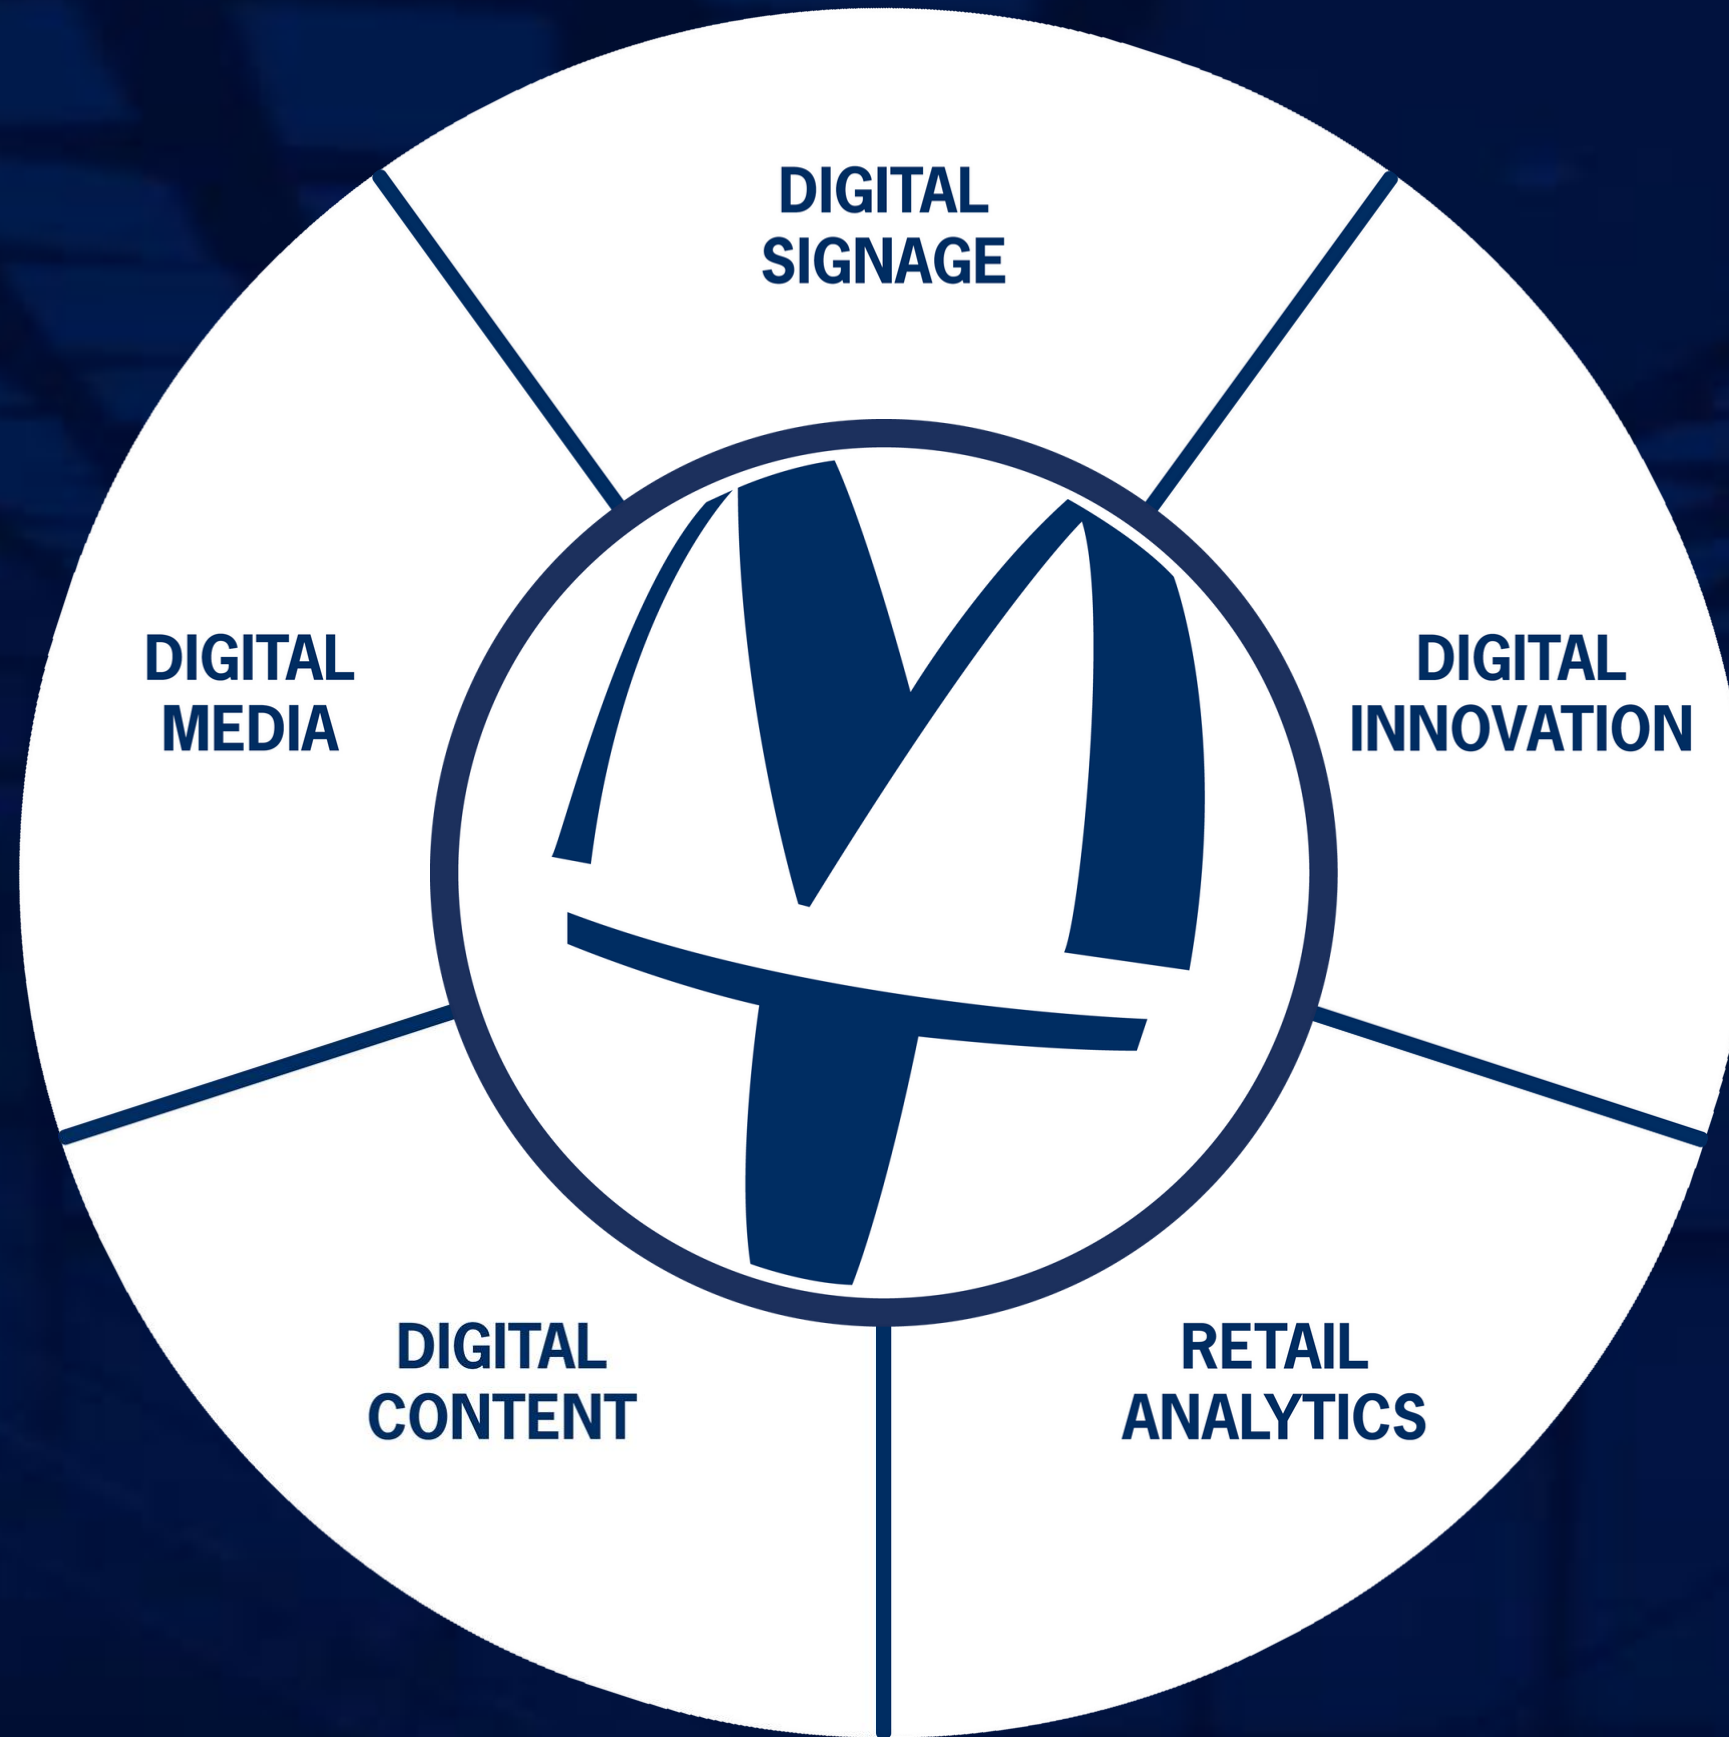 DIGITAL
SIGNAGE
DIGITAL
INNOVATION
RETAIL
ANALYTICS
DIGITAL
CONTENT
DIGITAL
MEDIA